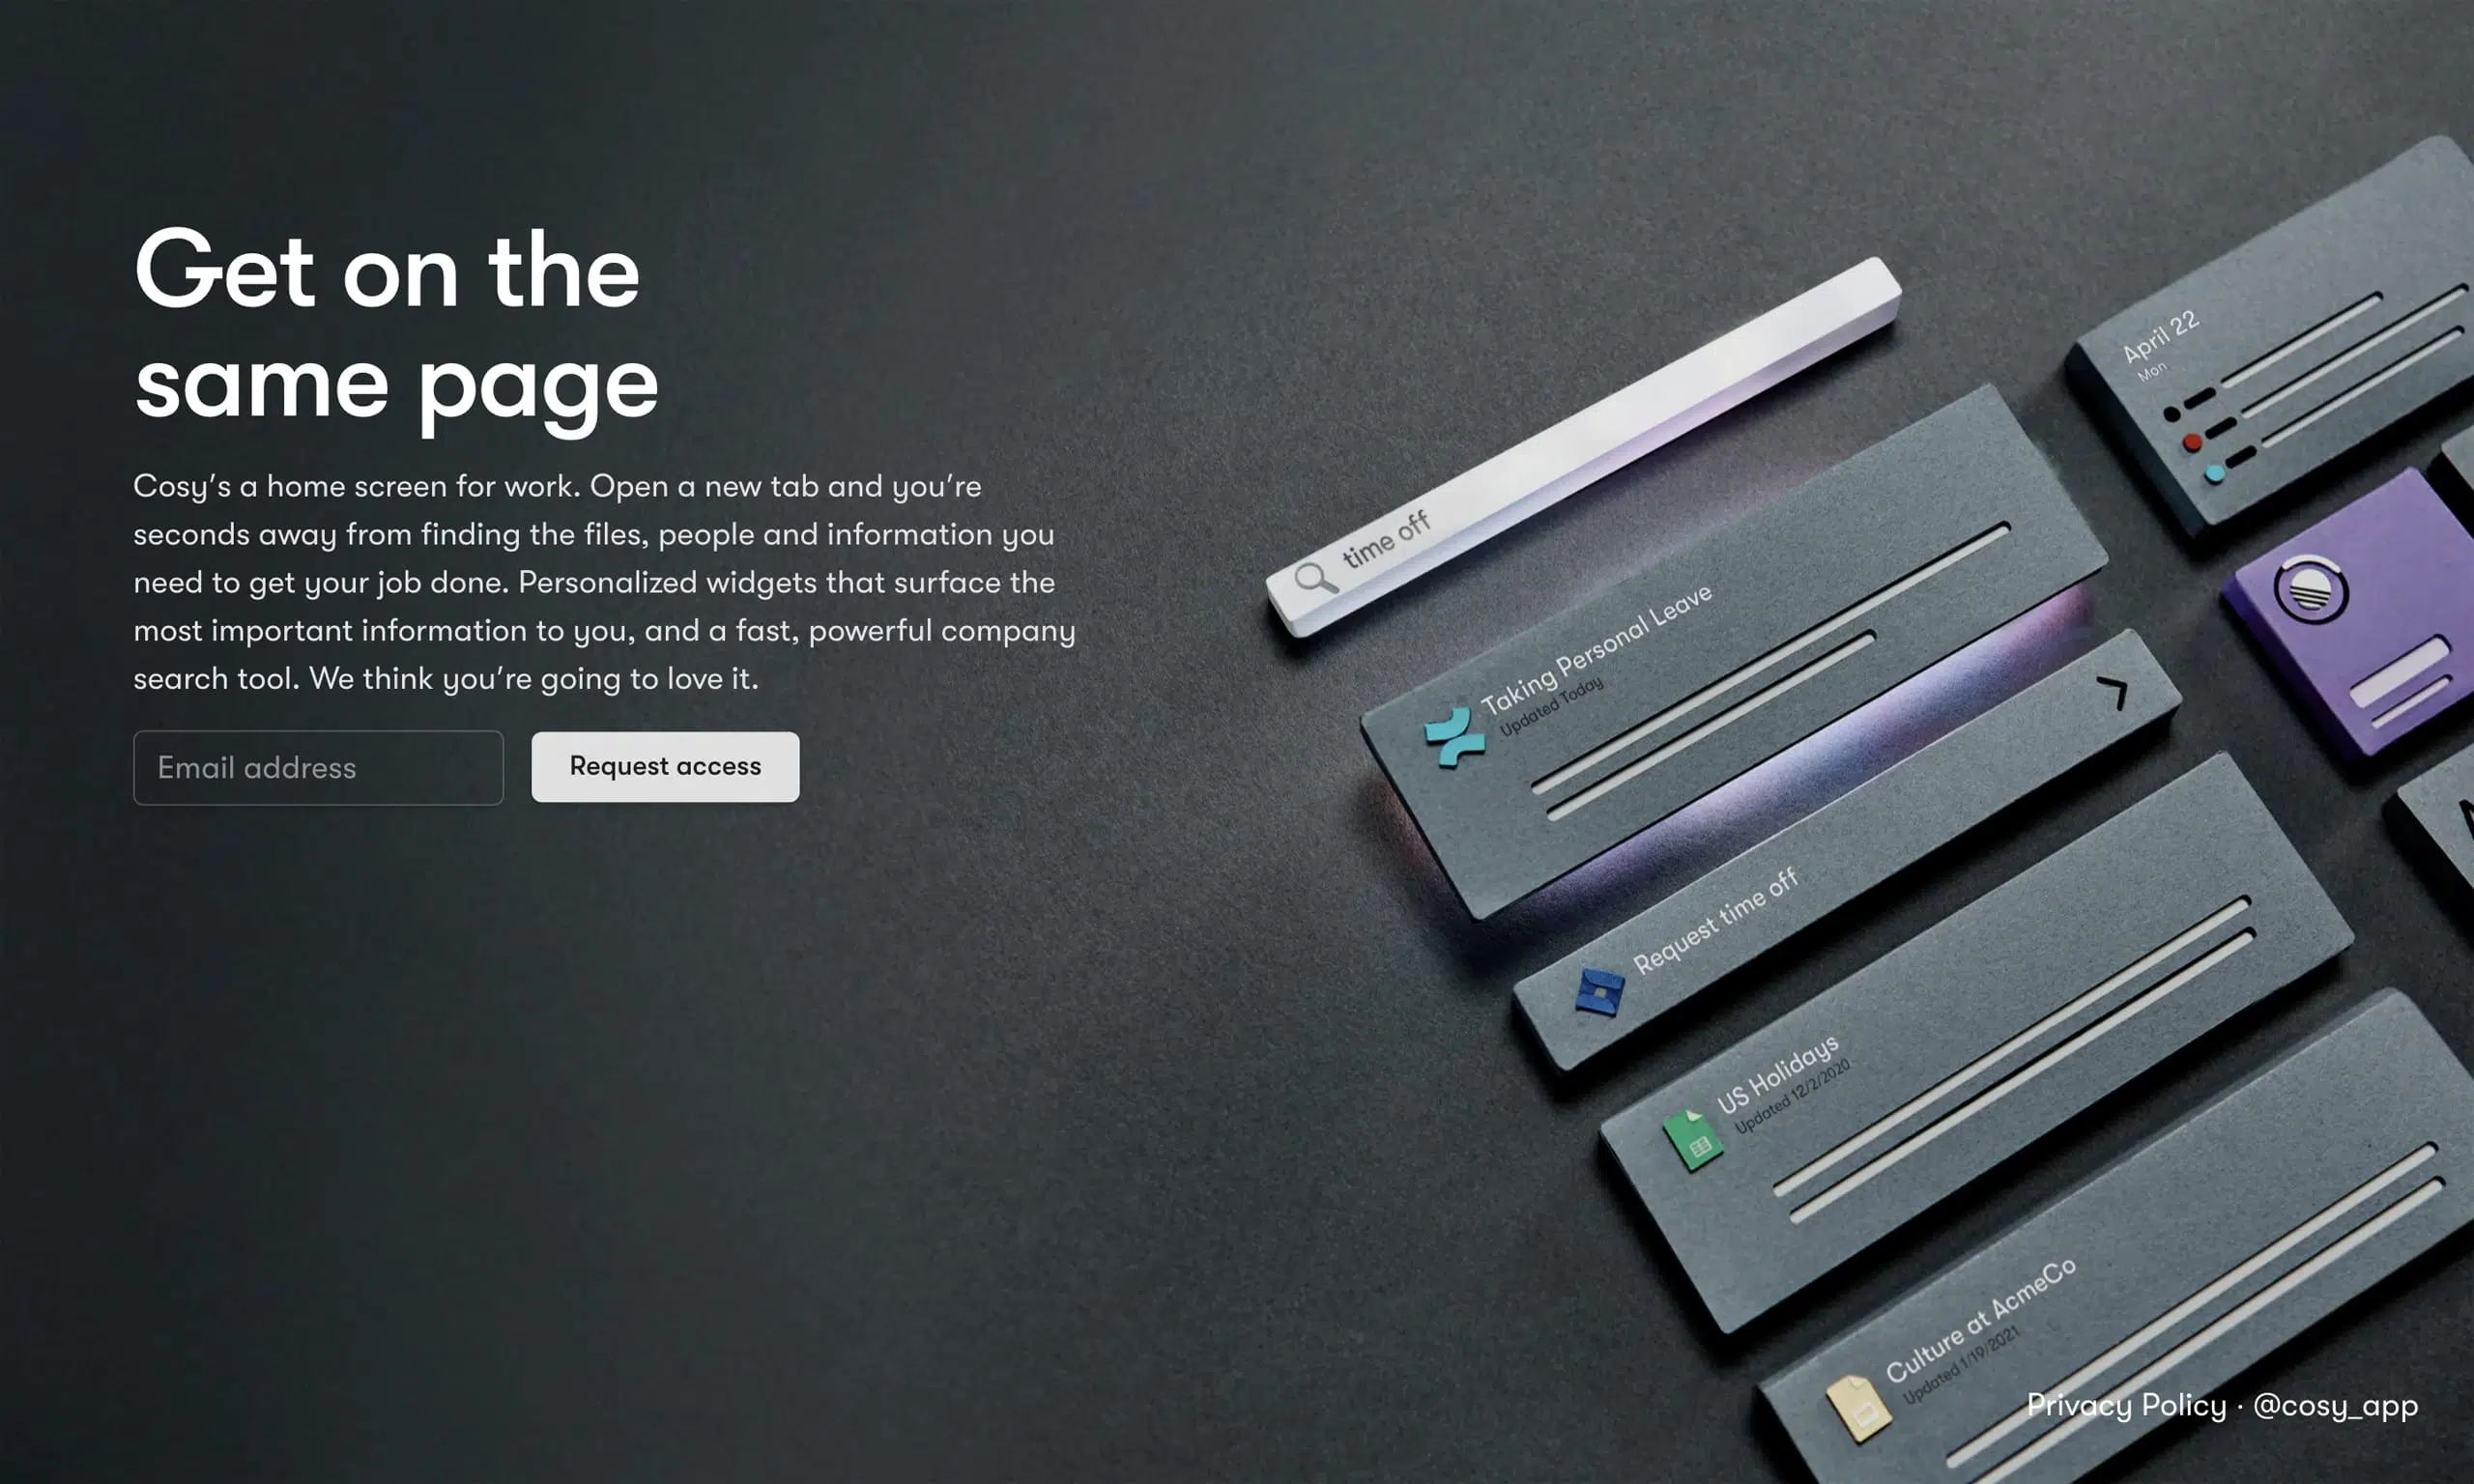 Get on the
same page
Cosy's a home screen for work. Open a new tab and you're
seconds away from finding the files, people and information you
need to get your job done. Personalized widgets that surface the
most important information to you, and a fast, powerful company
search tool. We think you're going to love it.
Email address
Request access
time off
Taking Personal Leave
Updated Today
Request time off
US Holidays
Updated 12/2/2020
Culture at AcmeCo
Updated 1/19/2021
April 22
Mon
Privacy Policy · @cosy_app